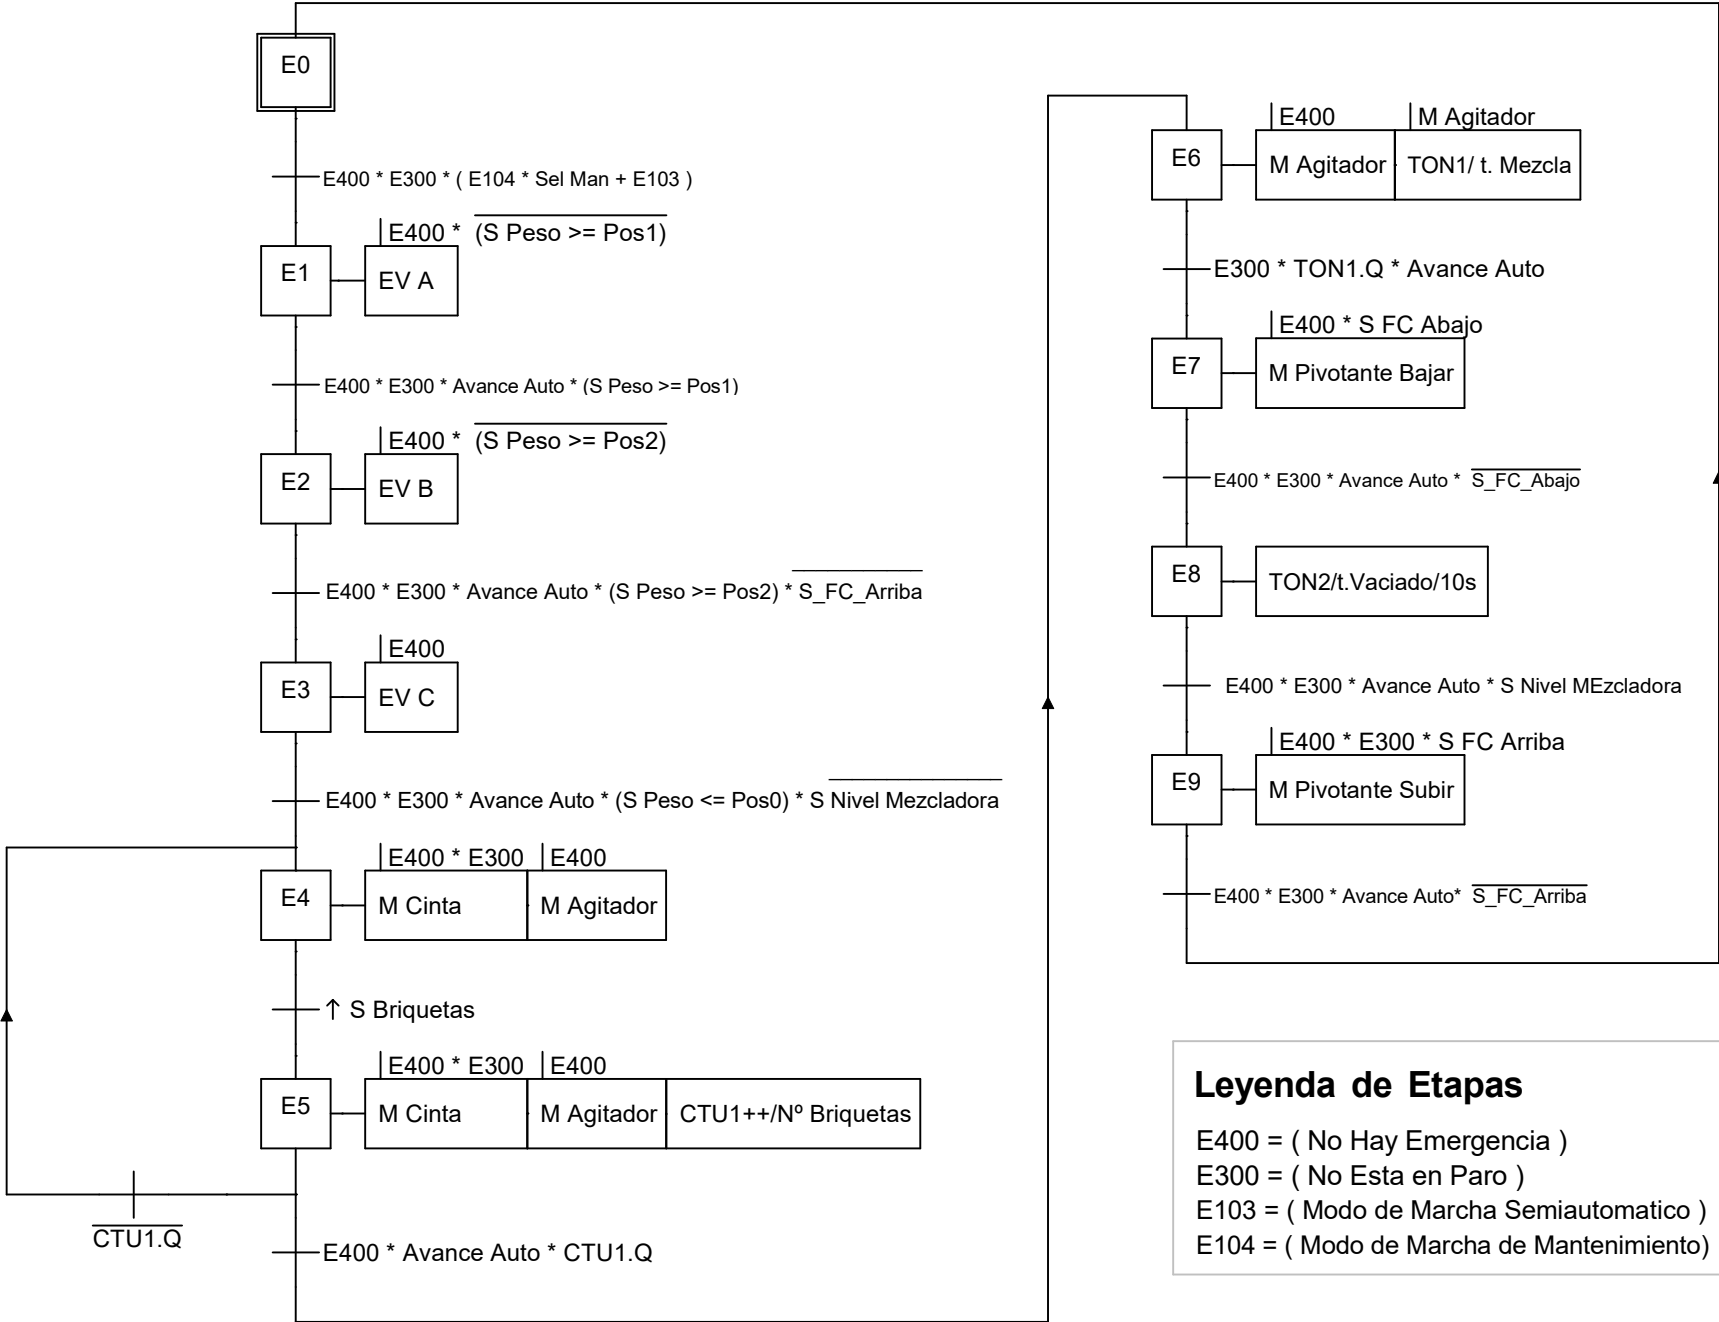 E0
E400 * E300 * ( E104 * Sel Man + E103 )
E400 * (S Peso >= Pos1)
E1
EV A
E400 * E300 * Avance Auto * (S Peso >= Pos1)
E400 * (S Peso >= Pos2)
E2
EV B
E400 * E300 * Avance Auto * (S Peso >= Pos2) * S_FC_Arriba
E400
E3
EV C
E400 * E300 * Avance Auto * (S Peso <= Pos0) * S Nivel Mezcladora
E400 * E300 E400
E4
M Cinta M Agitador
↑ S Briquetas
E400 * E300 E400
E5
M Cinta M Agitador CTU1++/Nº Briquetas
CTU1.Q
E400 * Avance Auto * CTU1.Q
E400 M Agitador
E6
M Agitador TON1/ t. Mezcla
E300 * TON1.Q * Avance Auto
E400 * S FC Abajo
E7
M Pivotante Bajar
E400 * E300 * Avance Auto * S_FC_Abajo
E8
TON2/t.Vaciado/10s
E400 * E300 * Avance Auto * S Nivel MEzcladora
E400 * E300 * S FC Arriba
E9
M Pivotante Subir
E400 * E300 * Avance Auto* S_FC_Arriba
Leyenda de Etapas
E400 = ( No Hay Emergencia )
E300 = ( No Esta en Paro )
E103 = ( Modo de Marcha Semiautomatico )
E104 = ( Modo de Marcha de Mantenimiento)